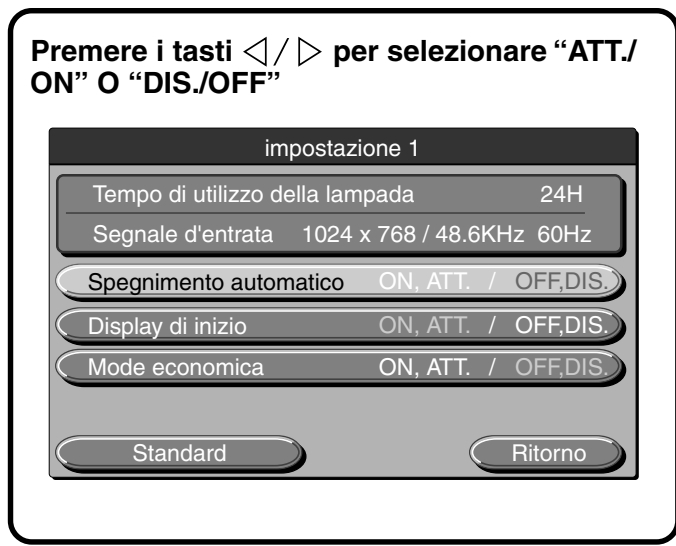 Premere i tasti ◁/▷ per selezionare “ATT./
ON” O “DIS./OFF”
impostazione 1
Tempo di utilizzo della lampada 24H
Segnale d'entrata 1024 x 768 / 48.6KHz 60Hz
Spegnimento automatico ON, ATT. / OFF,DIS.
Display di inizio ON, ATT. / OFF,DIS.
Mode economica ON, ATT. / OFF,DIS.
Standard Ritorno